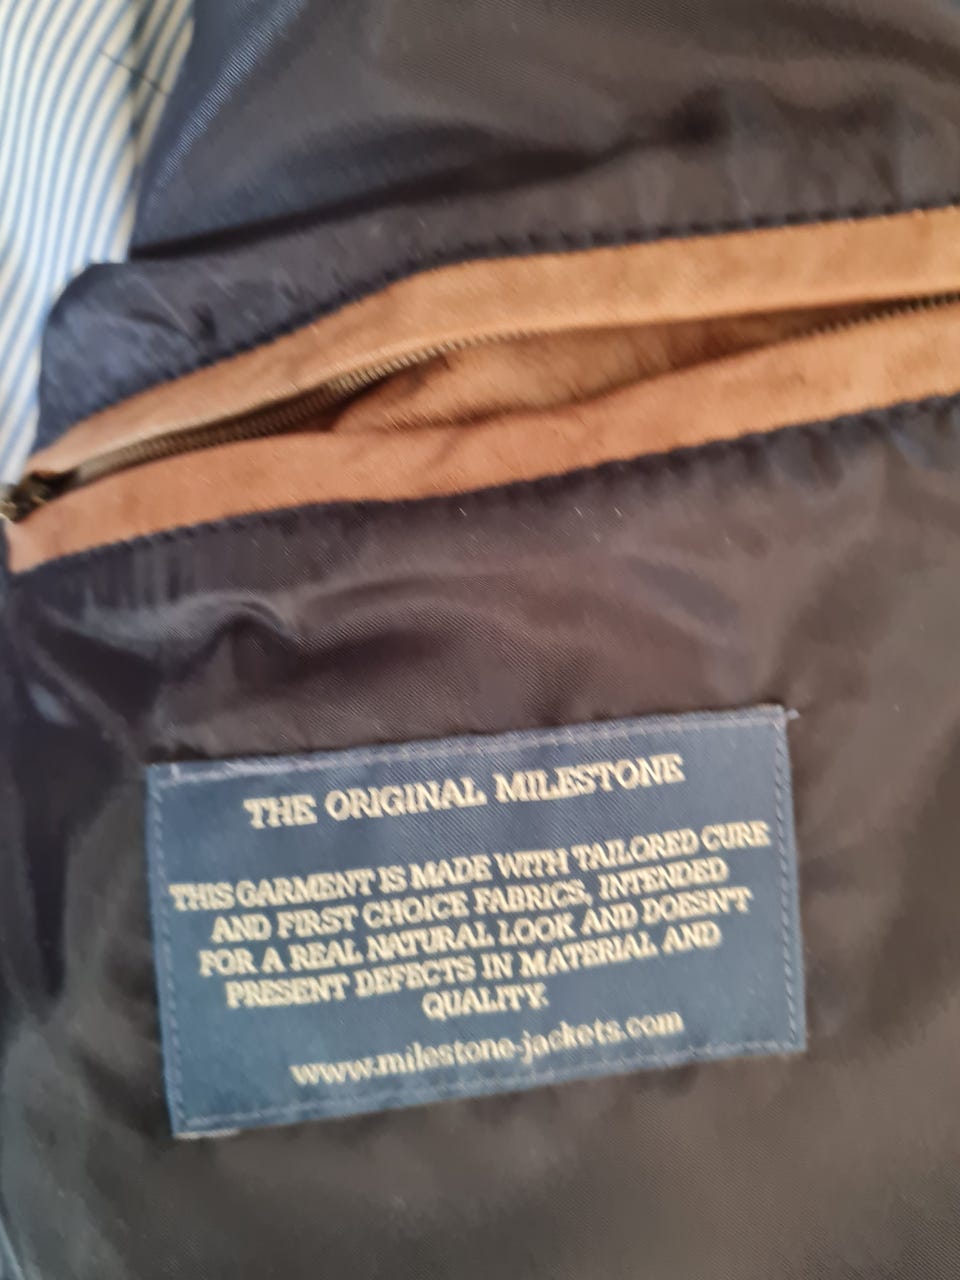 THE ORIGINAL MILESTONE
THIS GARMENT IS MADE WITH TAILORED CURE
AND FIRST CHOICE FABRICS, INTENDED
FOR A REAL NATURAL LOOK AND DOESN'T
PRESENT DEFECTS IN MATERIAL AND
QUALITY.
www.milestone-jackets.com